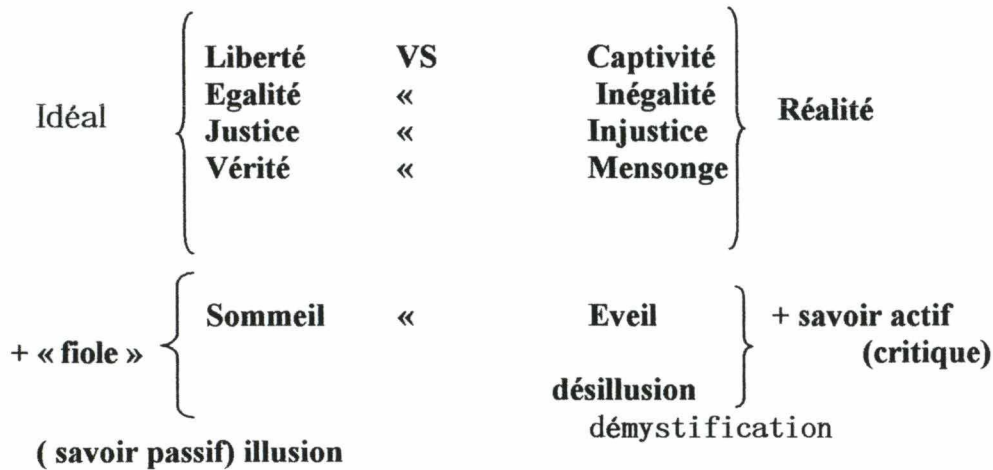 Liberté VS Captivité
Egalité « Inégalité
Idéal Réalité
Justice « Injustice
Vérité « Mensonge
Sommeil « Eveil + savoir actif
+ « fiole » (critique)
désillusion
démystification
( savoir passif) illusion